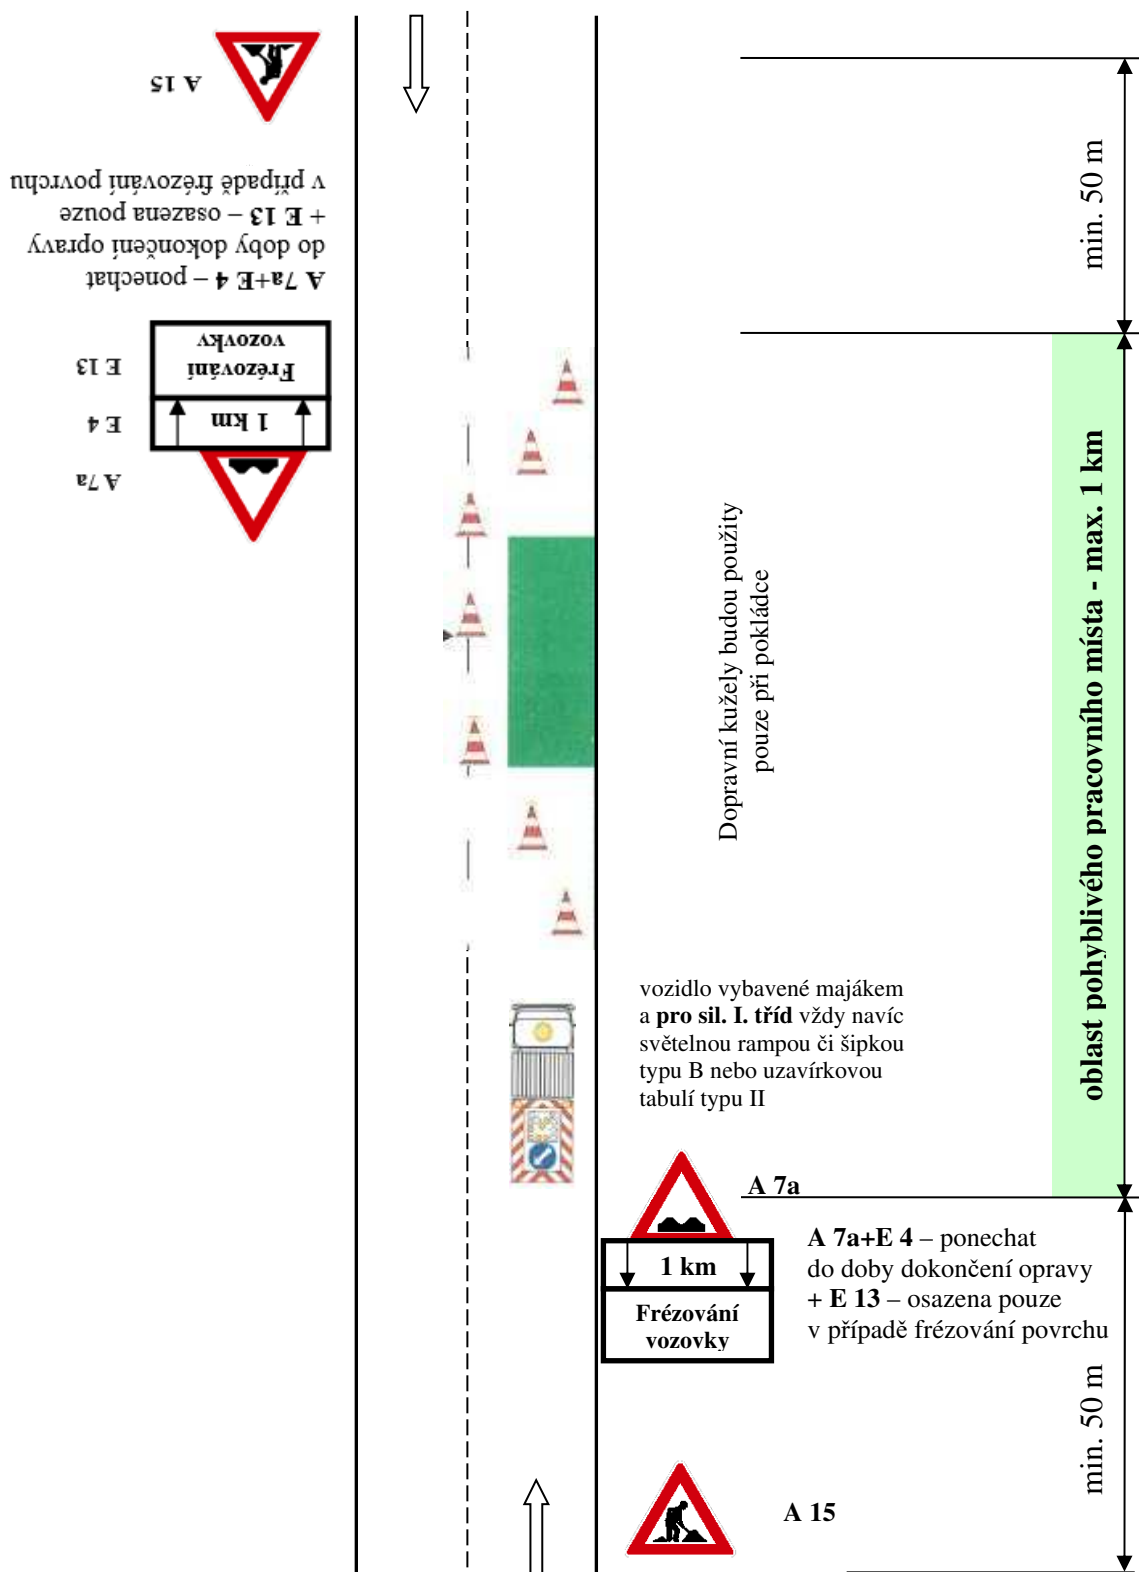 A 15
A 7a+E 4 – ponechat
do doby dokončení opravy
+ E 13 – osazena pouze
v případě frézování povrchu
Frézování
vozovky
1 km
E 13
E 4
A 7a
min. 50 m
oblast pohyblivého pracovního místa - max. 1 km
Dopravní kužely budou použity
pouze při pokládce
vozidlo vybavené majákem
a pro sil. I. tříd vždy navíc
světelnou rampou či šipkou
typu B nebo uzavírkovou
tabulí typu II
A 7a
1 km
Frézování
vozovky
A 7a+E 4 – ponechat
do doby dokončení opravy
+ E 13 – osazena pouze
v případě frézování povrchu
min. 50 m
A 15